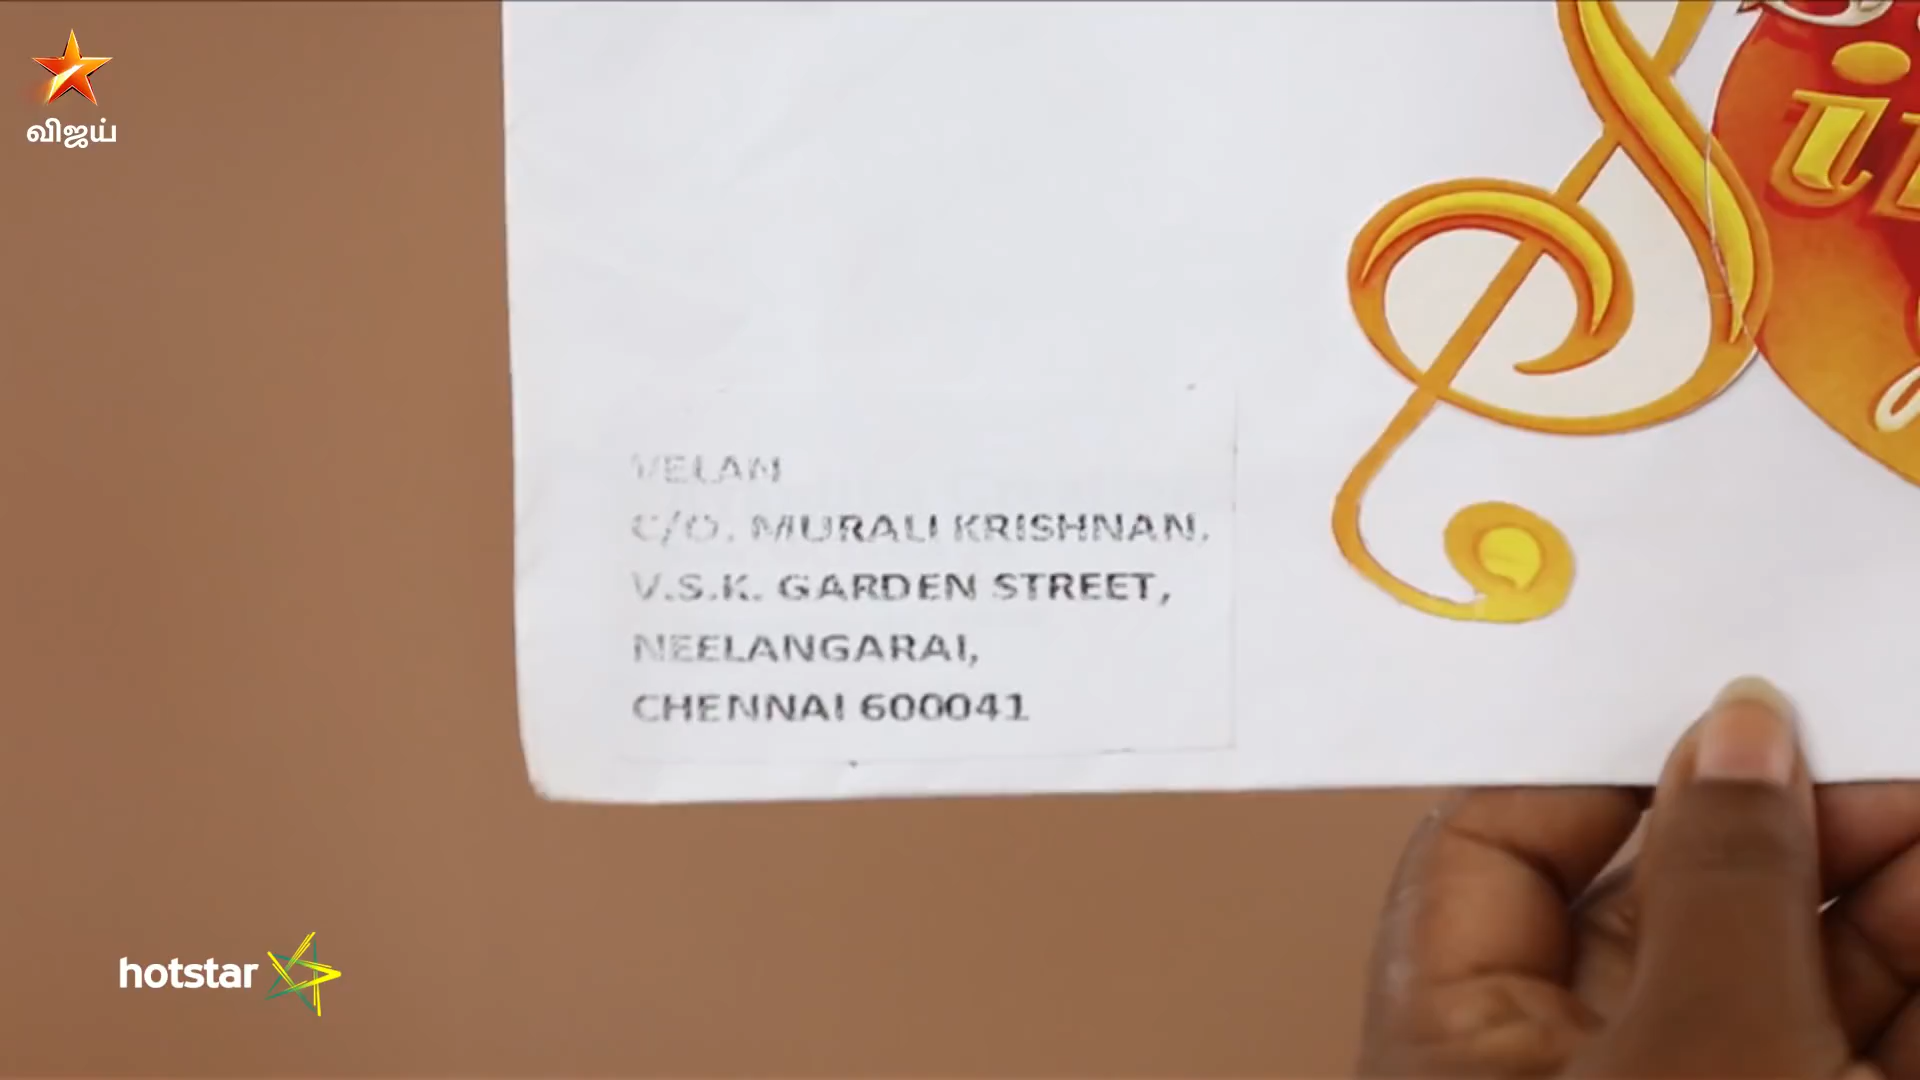 விஜய்
VELAN
C/O. MURALI KRISHNAN,
V.S.K. GARDEN STREET,
NEELANGARAI,
CHENNAI 600041
hotstar